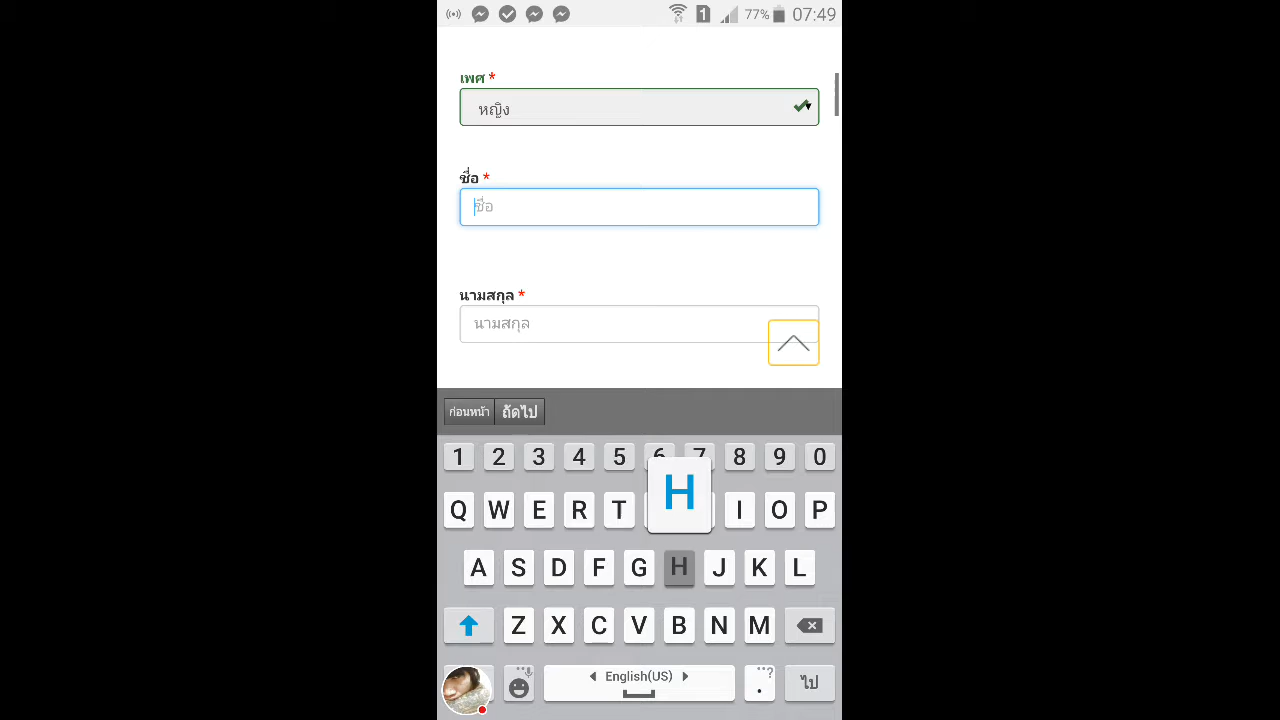 77% 07:49
เพศ *
หญิง
ชื่อ *
ชื่อ
นามสกุล *
นามสกุล
ก่อนหน้า ถัดไป
1 2 3 4 5 6 7 8 9 0
Q W E R T H I O P
A S D F G H J K L
Z X C V B N M
English(US) . ไป